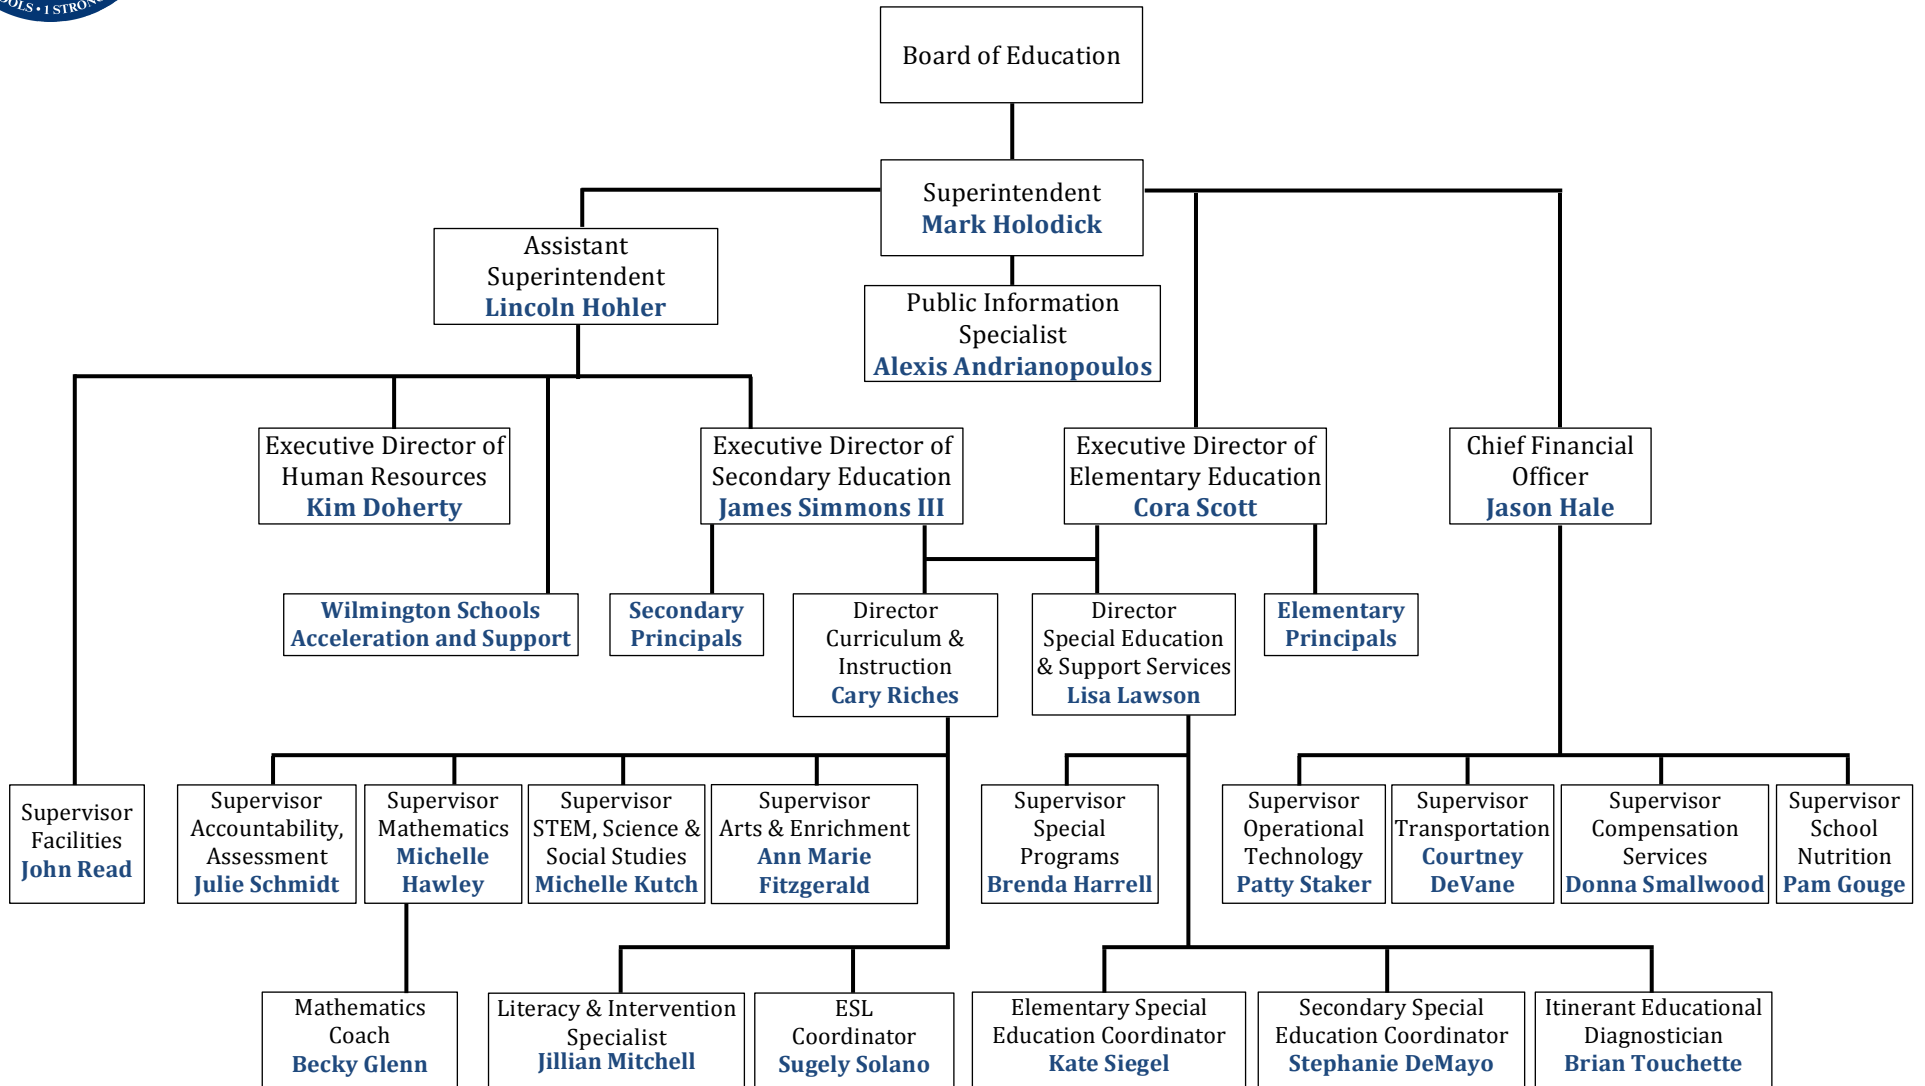 OOLS • 1 STRONG
Board of Education
Superintendent
Mark Holodick
Assistant
Superintendent
Lincoln Hohler
Public Information
Specialist
Alexis Andrianopoulos
Executive Director of
Human Resources
Kim Doherty
Executive Director of
Secondary Education
James Simmons III
Executive Director of
Elementary Education
Cora Scott
Chief Financial
Officer
Jason Hale
Wilmington Schools
Acceleration and Support
Secondary
Principals
Director
Curriculum &
Instruction
Cary Riches
Director
Special Education
& Support Services
Lisa Lawson
Elementary
Principals
Supervisor
Facilities
John Read
Supervisor
Accountability,
Assessment
Julie Schmidt
Supervisor
Mathematics
Michelle
Hawley
Supervisor
STEM, Science &
Social Studies
Michelle Kutch
Supervisor
Arts & Enrichment
Ann Marie
Fitzgerald
Supervisor
Special
Programs
Brenda Harrell
Supervisor
Operational
Technology
Patty Staker
Supervisor
Transportation
Courtney
DeVane
Supervisor
Compensation
Services
Donna Smallwood
Supervisor
School
Nutrition
Pam Gouge
Mathematics
Coach
Becky Glenn
Literacy & Intervention
Specialist
Jillian Mitchell
ESL
Coordinator
Sugely Solano
Elementary Special
Education Coordinator
Kate Siegel
Secondary Special
Education Coordinator
Stephanie DeMayo
Itinerant Educational
Diagnostician
Brian Touchette